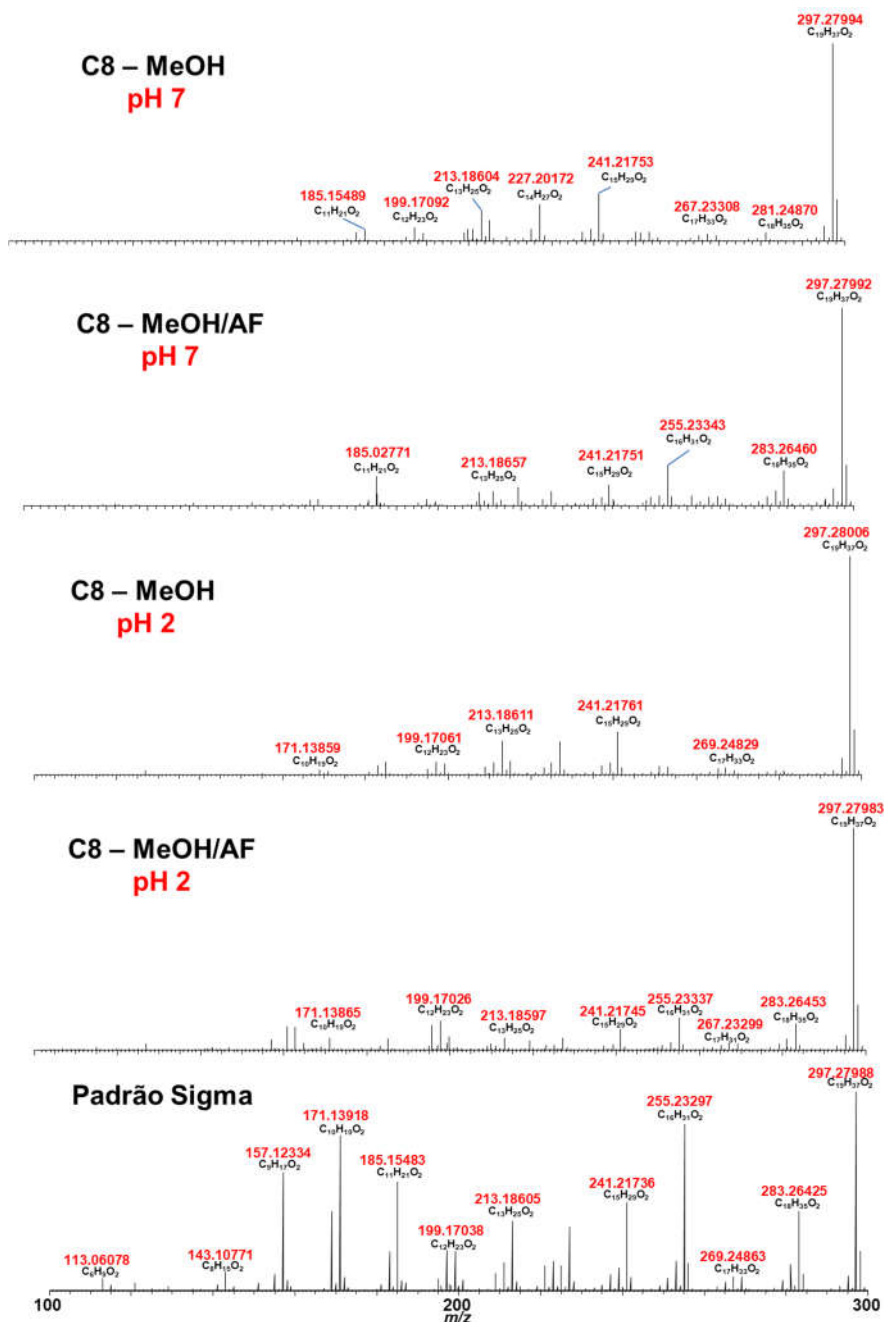 297.27994
C₁₉H₃₇O₂
C8 – MeOH
pH 7
241.21753
C₁₅H₂₉O₂
213.18604
C₁₃H₂₅O₂
227.20172
C₁₄H₂₇O₂
185.15489
C₁₁H₂₁O₂
199.17092
C₁₂H₂₃O₂
267.23308
C₁₇H₃₃O₂
281.24870
C₁₈H₃₅O₂
297.27992
C₁₉H₃₇O₂
C8 – MeOH/AF
pH 7
255.23343
C₁₆H₃₁O₂
185.02771
C₁₁H₂₁O₂
213.18657
C₁₃H₂₅O₂
241.21751
C₁₅H₂₉O₂
283.26460
C₁₈H₃₅O₂
297.28006
C₁₉H₃₇O₂
C8 – MeOH
pH 2
241.21761
C₁₅H₂₉O₂
213.18611
C₁₃H₂₅O₂
199.17061
C₁₂H₂₃O₂
171.13859
C₁₀H₁₉O₂
269.24829
C₁₇H₃₃O₂
297.27983
C₁₉H₃₇O₂
C8 – MeOH/AF
pH 2
171.13865
C₁₀H₁₉O₂
199.17026
C₁₂H₂₃O₂
213.18597
C₁₃H₂₅O₂
241.21745
C₁₅H₂₉O₂
255.23337
C₁₆H₃₁O₂
267.23299
C₁₇H₃₁O₂
283.26453
C₁₈H₃₅O₂
Padrão Sigma
297.27988
C₁₉H₃₇O₂
255.23297
C₁₆H₃₁O₂
171.13918
C₁₀H₁₉O₂
157.12334
C₉H₁₇O₂
185.15483
C₁₁H₂₁O₂
241.21736
C₁₅H₂₉O₂
213.18605
C₁₃H₂₅O₂
283.26425
C₁₈H₃₅O₂
199.17038
C₁₂H₂₃O₂
113.06078
C₆H₉O₂
143.10771
C₈H₁₅O₂
269.24863
C₁₇H₂₃O₂
100
200
300
m/z